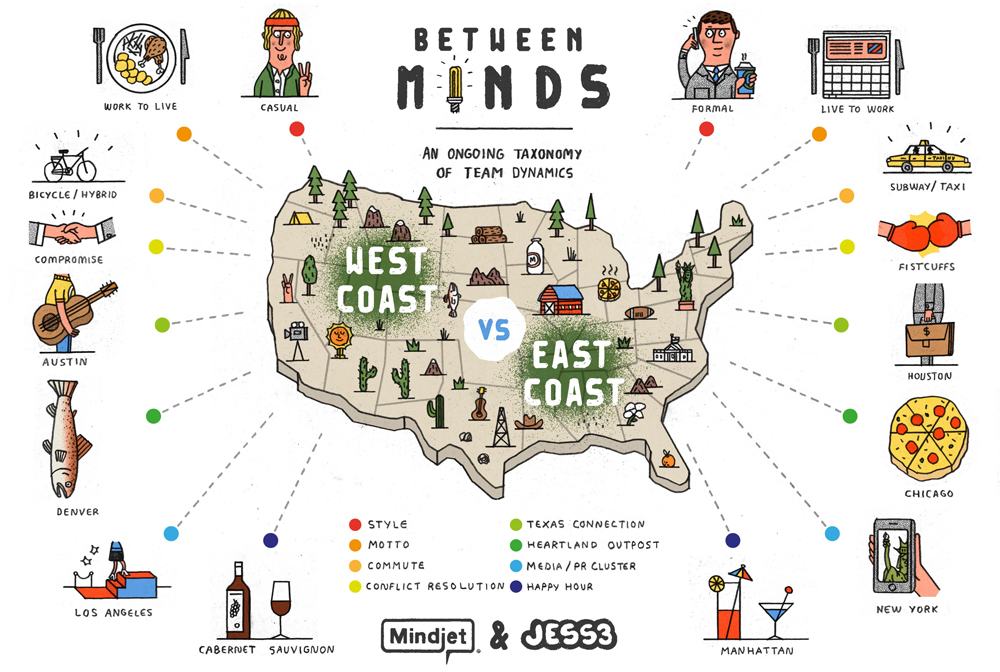 BETWEEN
MINDS
AN ONGOING TAXONOMY
OF TEAM DYNAMICS
WORK TO LIVE
CASUAL
FORMAL
LIVE TO WORK
BICYCLE/HYBRID
SUBWAY/TAXI
TAXI
COMPROMISE
FISTCUFFS
AUSTIN
HOUSTON
$
DENVER
CHICAGO
LOS ANGELES
NEW YORK
CABERNET SAUVIGNON
MANHATTAN
WEST
COAST
VS
EAST
COAST
M
STYLE
MOTTO
COMMUTE
CONFLICT RESOLUTION
TEXAS CONNECTION
HEARTLAND OUTPOST
MEDIA/PR CLUSTER
HAPPY HOUR
Mindjet® & JESS3